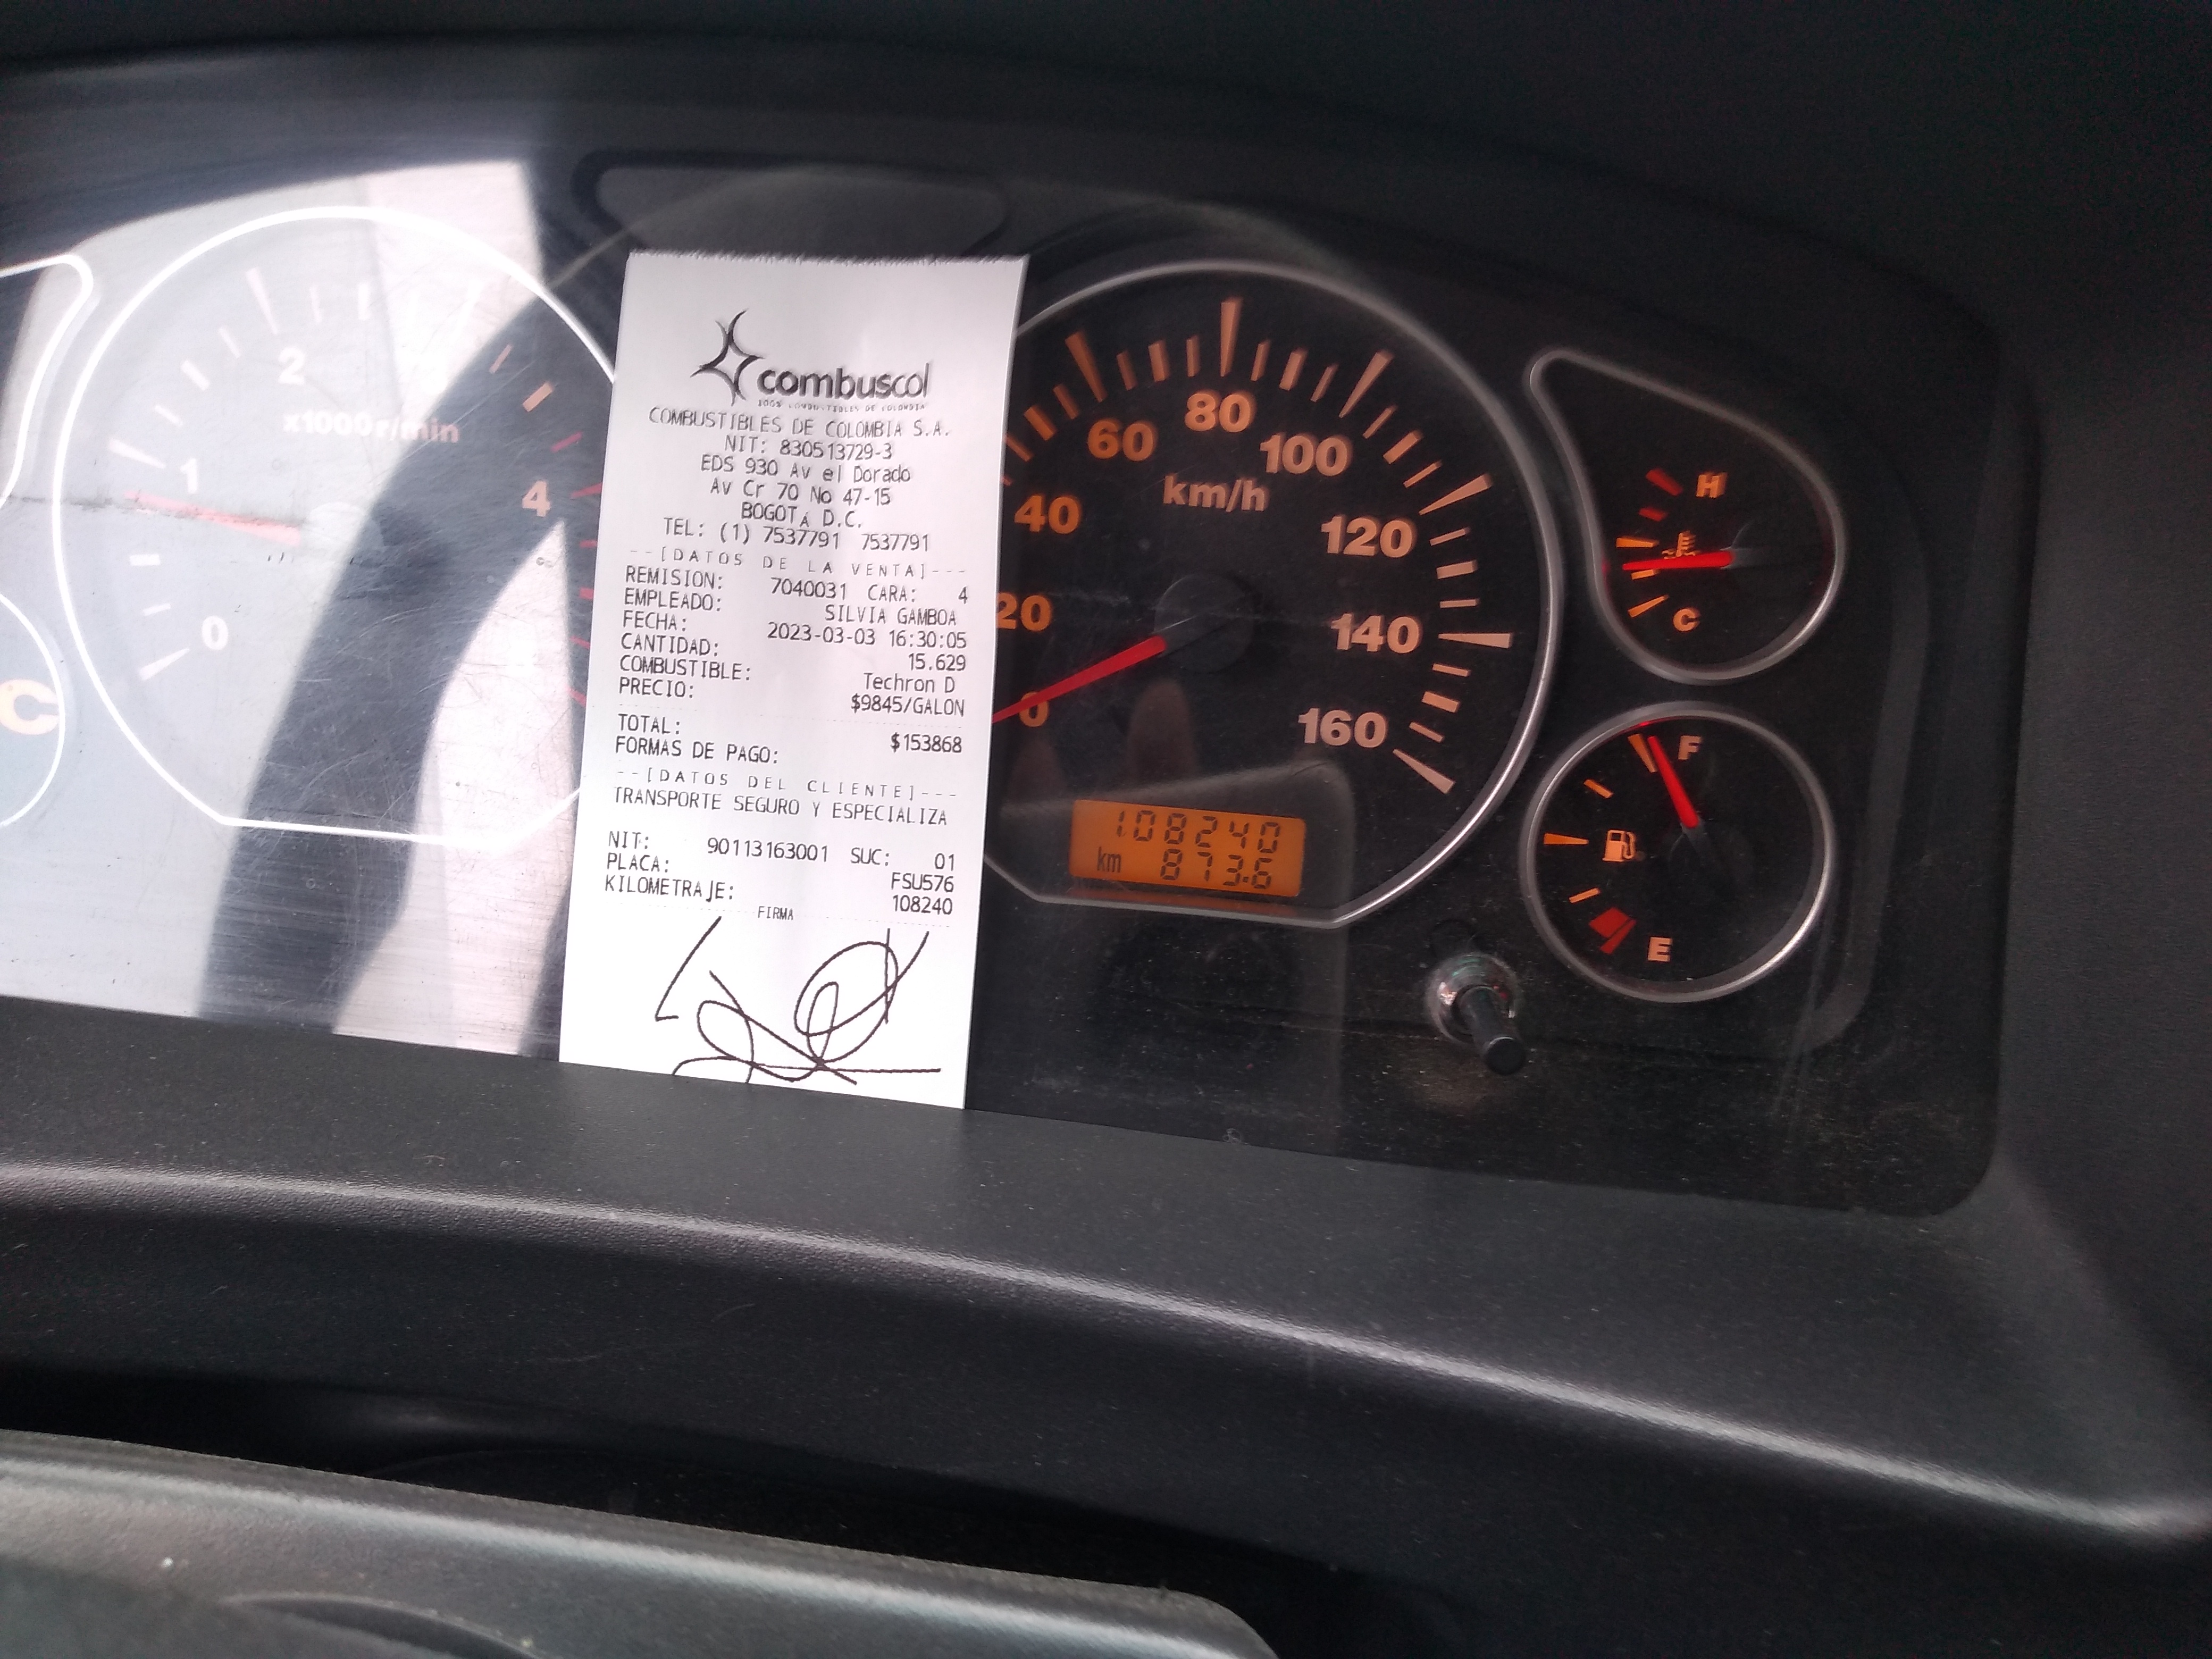 combuscol
COMBUSTIBLES DE COLOMBIA S.A.
NIT: 830513729-3
EDS 930 Av el Dorado
Av Cr 70 No 47-15
BOGOTA D.C.
TEL: (1) 7537791 7537791
--[DATOS DE LA VENTA]---
REMISION: 7040031 CARA: 4
EMPLEADO: SILVIA GAMBOA
FECHA: 2023-03-03 16:30:05
CANTIDAD: 15.629
COMBUSTIBLE: Techron D
PRECIO: $9845/GALON
TOTAL: $153868
FORMAS DE PAGO:
--[DATOS DEL CLIENTE]---
TRANSPORTE SEGURO Y ESPECIALIZA
NIT: 90113163001 SUC: 01
PLACA: FSU576
KILOMETRAJE: 108240
FIRMA
C
0
1
2
4
x1000r/min
0
20
40
60
80
100
120
140
160
km/h
108240
km 873.6
H
C
F
E